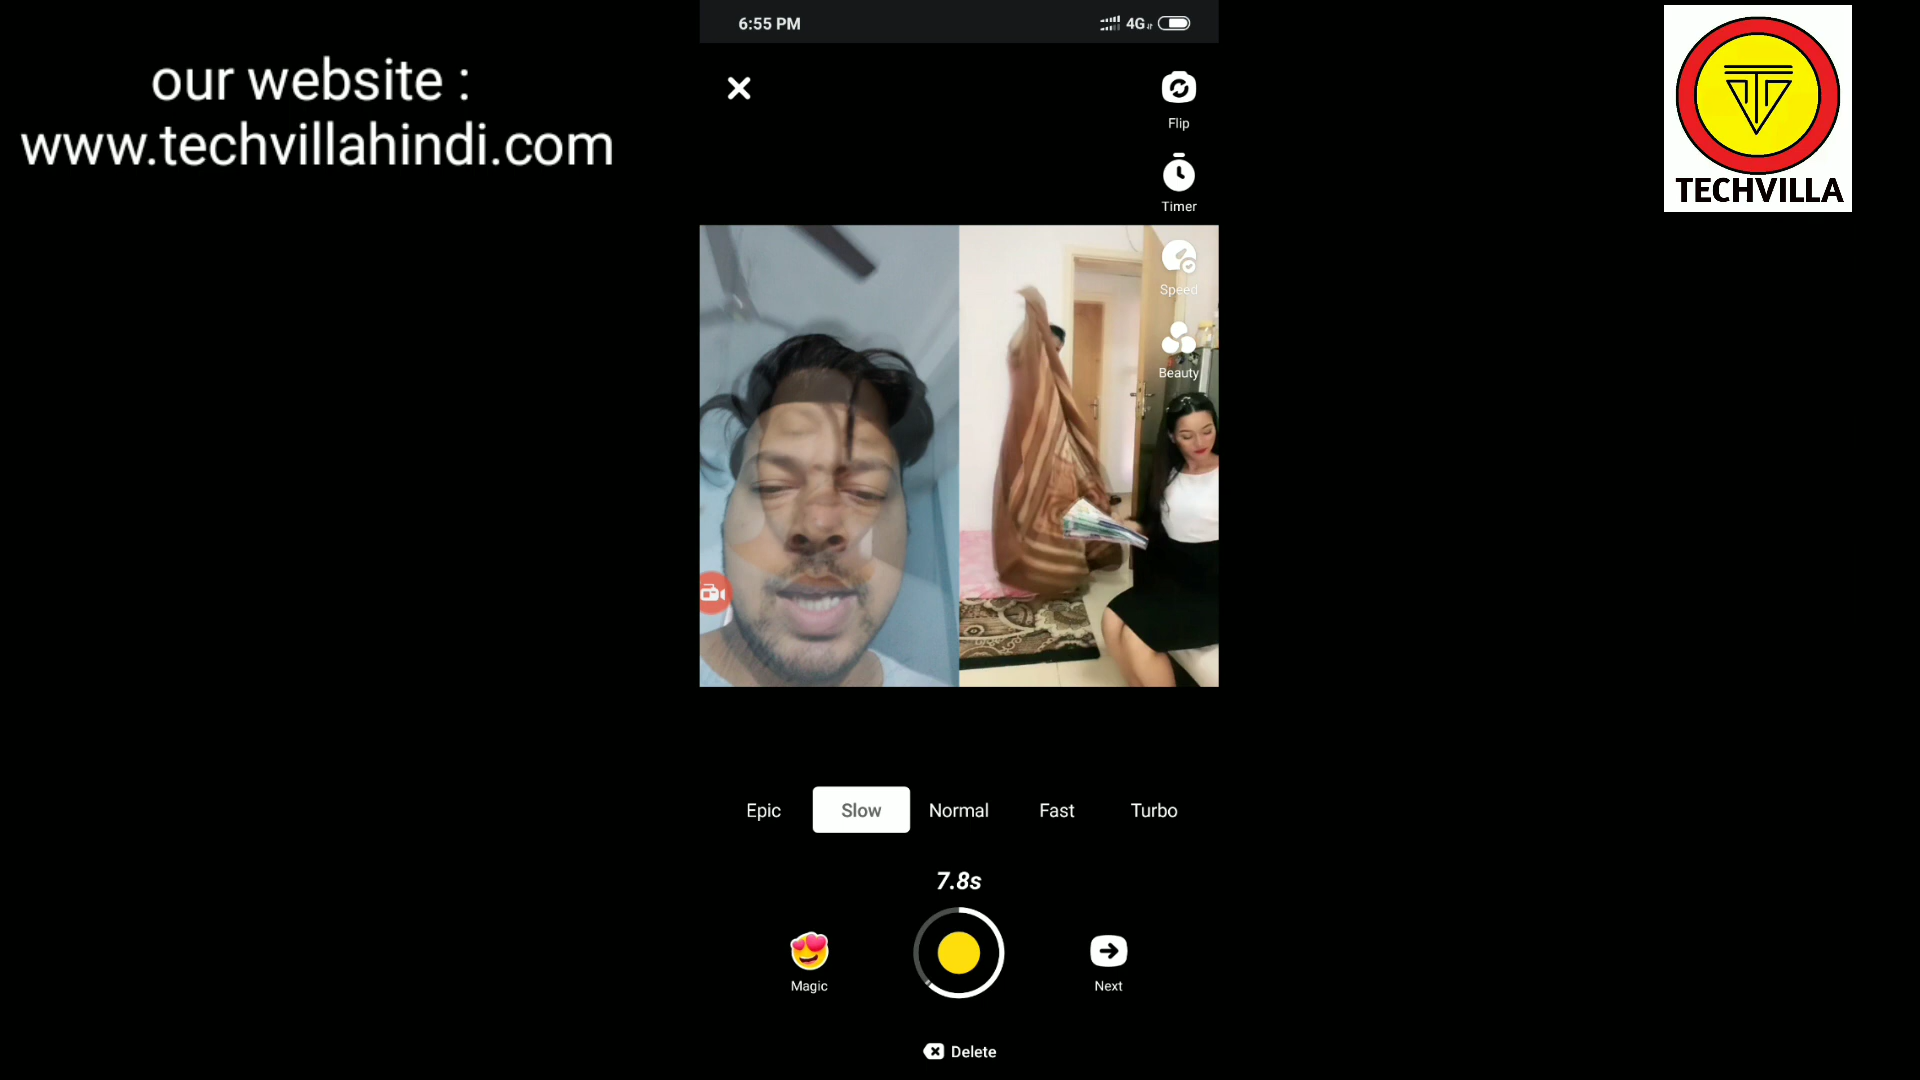 our website :
www.techvillahindi.com
6:55 PM
4G
Flip
Timer
Speed
Beauty
TECHVILLA
Epic
Slow
Normal
Fast
Turbo
7.8s
Magic
Next
Delete